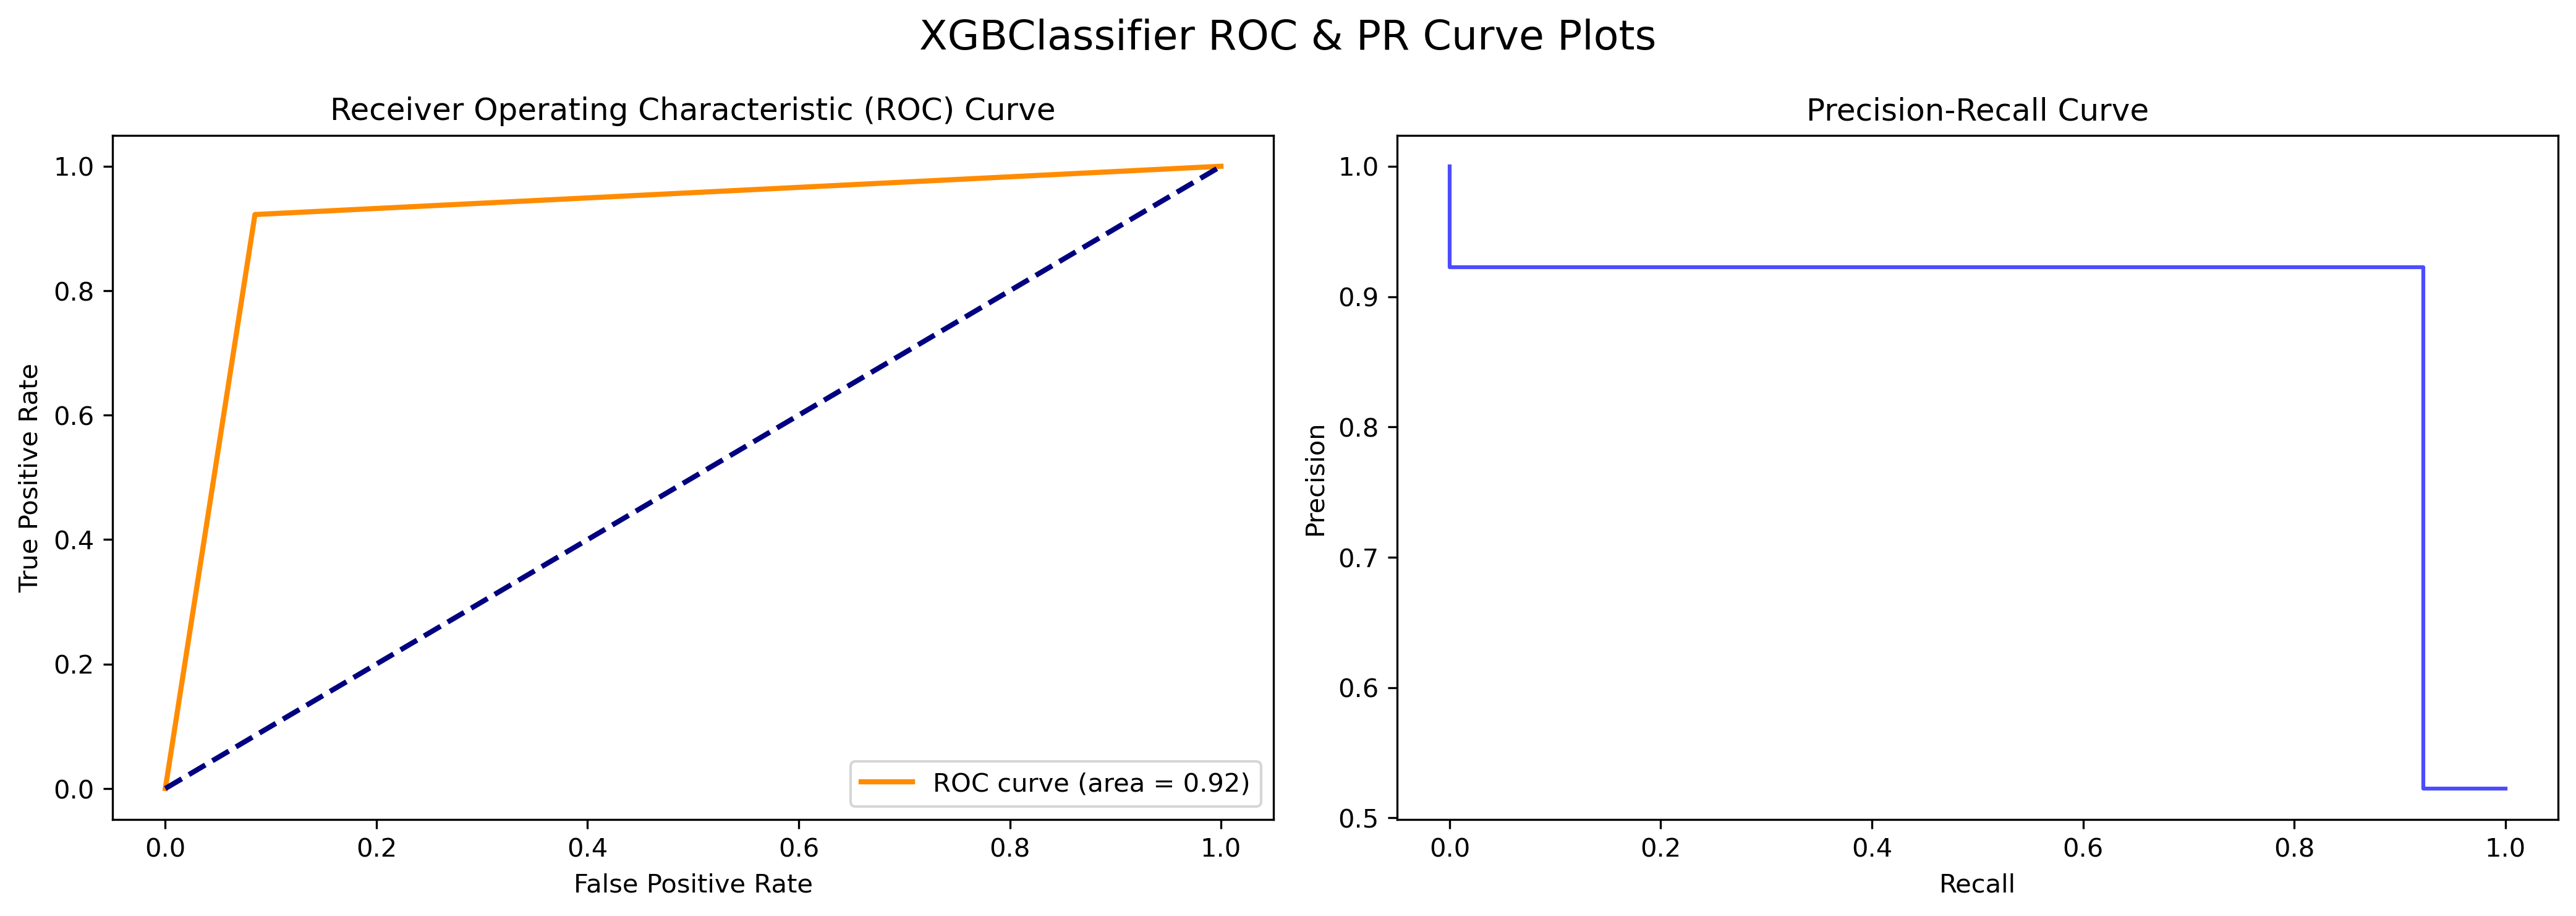 XGBClassifier ROC & PR Curve Plots
Receiver Operating Characteristic (ROC) Curve
True Positive Rate
1.0
0.8
0.6
0.4
0.2
0.0
ROC curve (area = 0.92)
0.0 0.2 0.4 0.6 0.8 1.0
False Positive Rate
Precision-Recall Curve
Precision
1.0
0.9
0.8
0.7
0.6
0.5
0.0 0.2 0.4 0.6 0.8 1.0
Recall